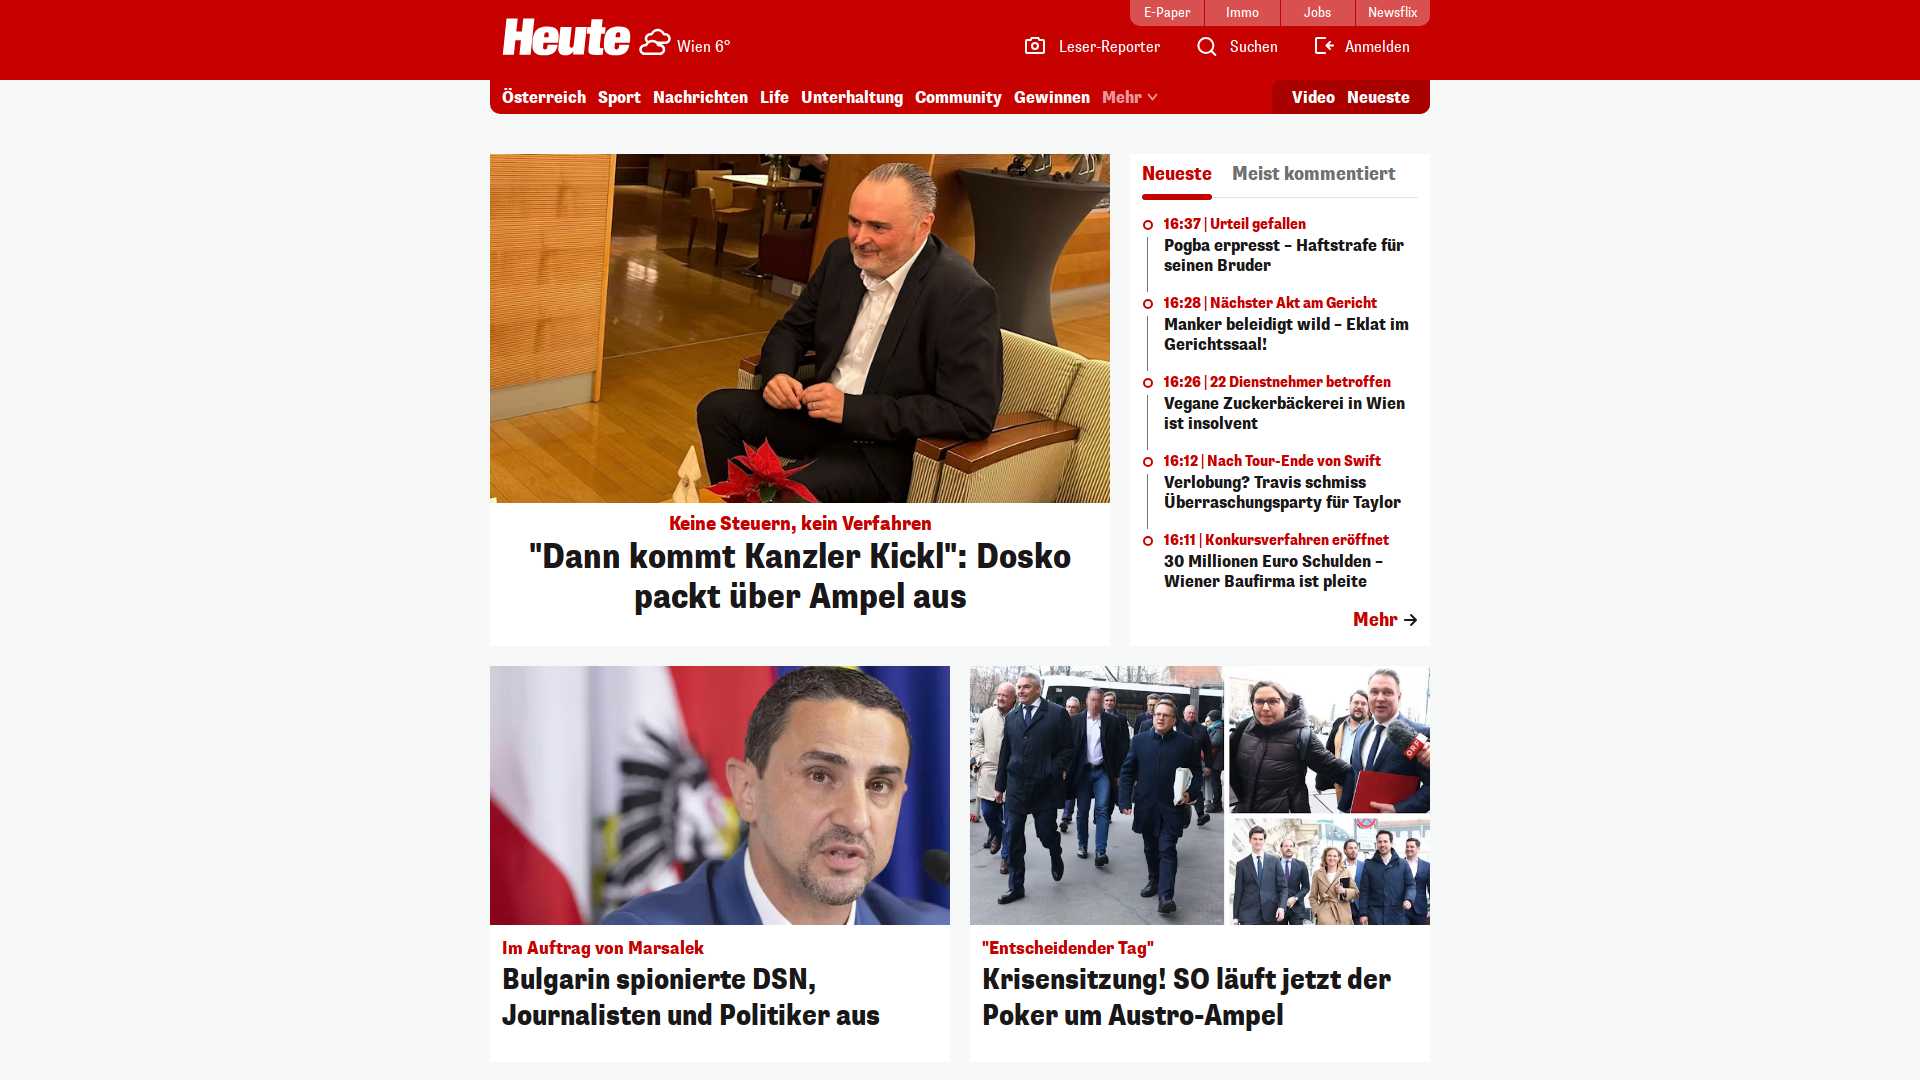 E-Paper
Immo
Jobs
Newsflix
Heute
Wien 6°
Leser-Reporter
Suchen
Anmelden
Österreich
Sport
Nachrichten
Life
Unterhaltung
Community
Gewinnen
Mehr
Video
Neueste
Keine Steuern, kein Verfahren
"Dann kommt Kanzler Kickl": Dosko
packt über Ampel aus
Neueste
Meist kommentiert
16:37 | Urteil gefallen
Pogba erpresst – Haftstrafe für
seinen Bruder
16:28 | Nächster Akt am Gericht
Manker beleidigt wild – Eklat im
Gerichtssaal!
16:26 | 22 Dienstnehmer betroffen
Vegane Zuckerbäckerei in Wien
ist insolvent
16:12 | Nach Tour-Ende von Swift
Verlobung? Travis schmiss
Überraschungsparty für Taylor
16:11 | Konkursverfahren eröffnet
30 Millionen Euro Schulden –
Wiener Baufirma ist pleite
Mehr
ORF
Im Auftrag von Marsalek
Bulgarin spionierte DSN,
Journalisten und Politiker aus
"Entscheidender Tag"
Krisensitzung! SO läuft jetzt der
Poker um Austro-Ampel